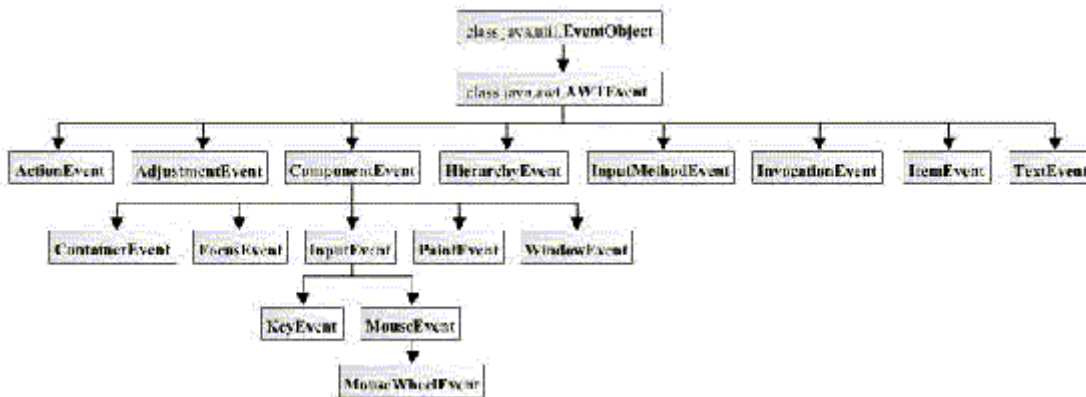 class java.util.EventObject
class java.awt.AWTEvent
ActionEvent AdjustmentEvent ComponentEvent HierarchyEvent InputMethodEvent InvocationEvent ItemEvent TextEvent
ContainerEvent FocusEvent InputEvent PaintEvent WindowEvent
KeyEvent MouseEvent
MouseWheelEvent